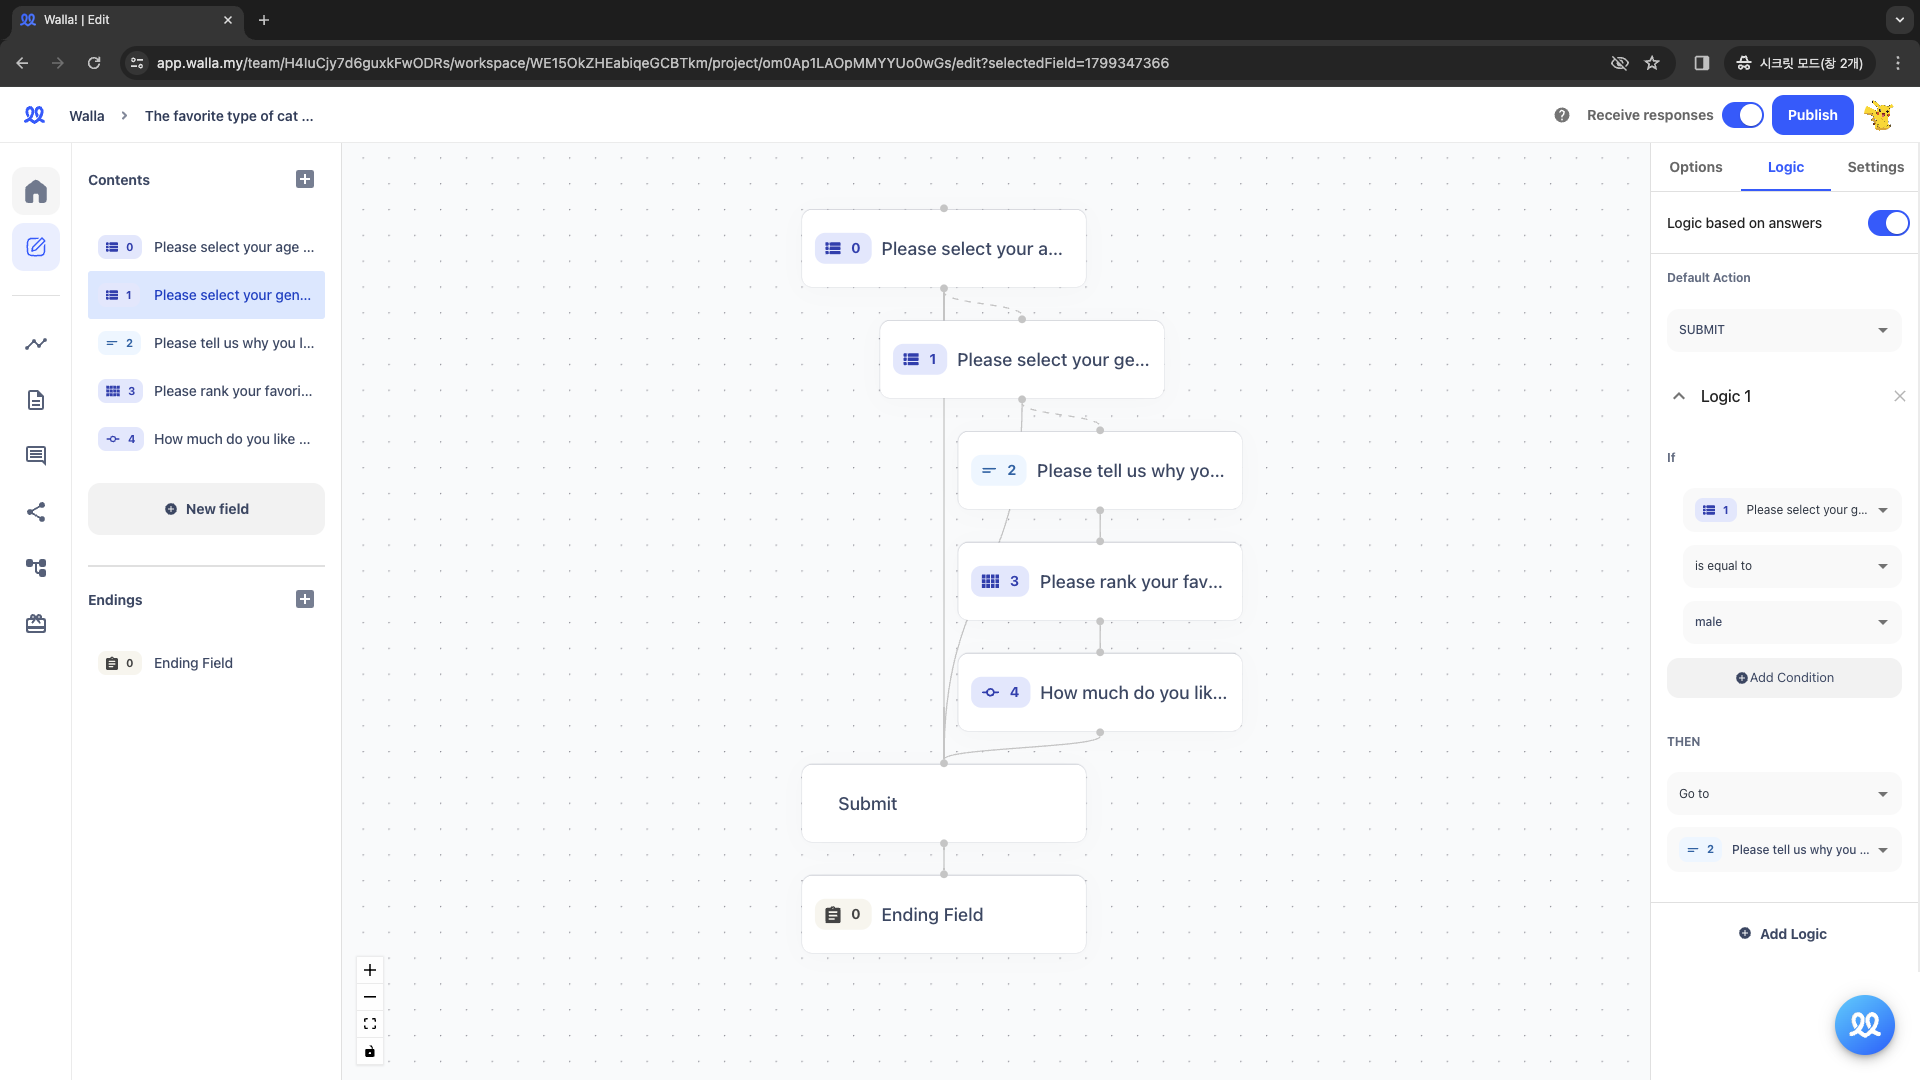 Walla! | Edit
app.walla.my/team/H4IuCjy7d6guxkFwODRs/workspace/WE15OkZHEabiqeGCBTkm/project/om0Ap1LAOpMMYYUo0wGs/edit?selectedField=1799347366
시크릿 모드(창 2개)
Walla
The favorite type of cat ...
Receive responses
Publish
Contents
0 Please select your age ...
1 Please select your gen...
2 Please tell us why you l...
3 Please rank your favori...
4 How much do you like ...
New field
Endings
0 Ending Field
0 Please select your a...
1 Please select your ge...
2 Please tell us why yo...
3 Please rank your fav...
4 How much do you lik...
Submit
0 Ending Field
Options
Logic
Settings
Logic based on answers
Default Action
SUBMIT
Logic 1
If
1 Please select your g...
is equal to
male
Add Condition
THEN
Go to
2 Please tell us why you ...
Add Logic